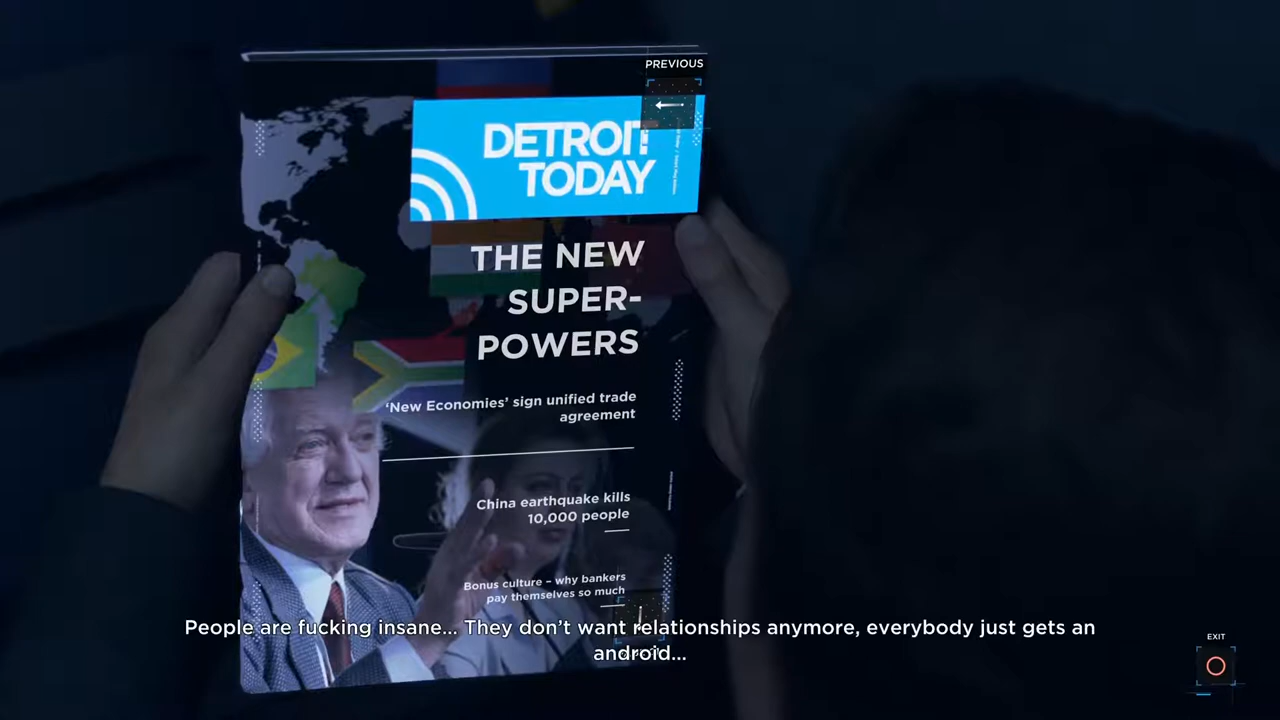 PREVIOUS
DETROIT
TODAY
THE NEW
SUPER-
POWERS
‘New Economies’ sign unified trade
agreement
China earthquake kills
10,000 people
Bonus culture – why bankers
pay themselves so much
People are fucking insane... They don’t want relationships anymore, everybody just gets an
android...
EXIT